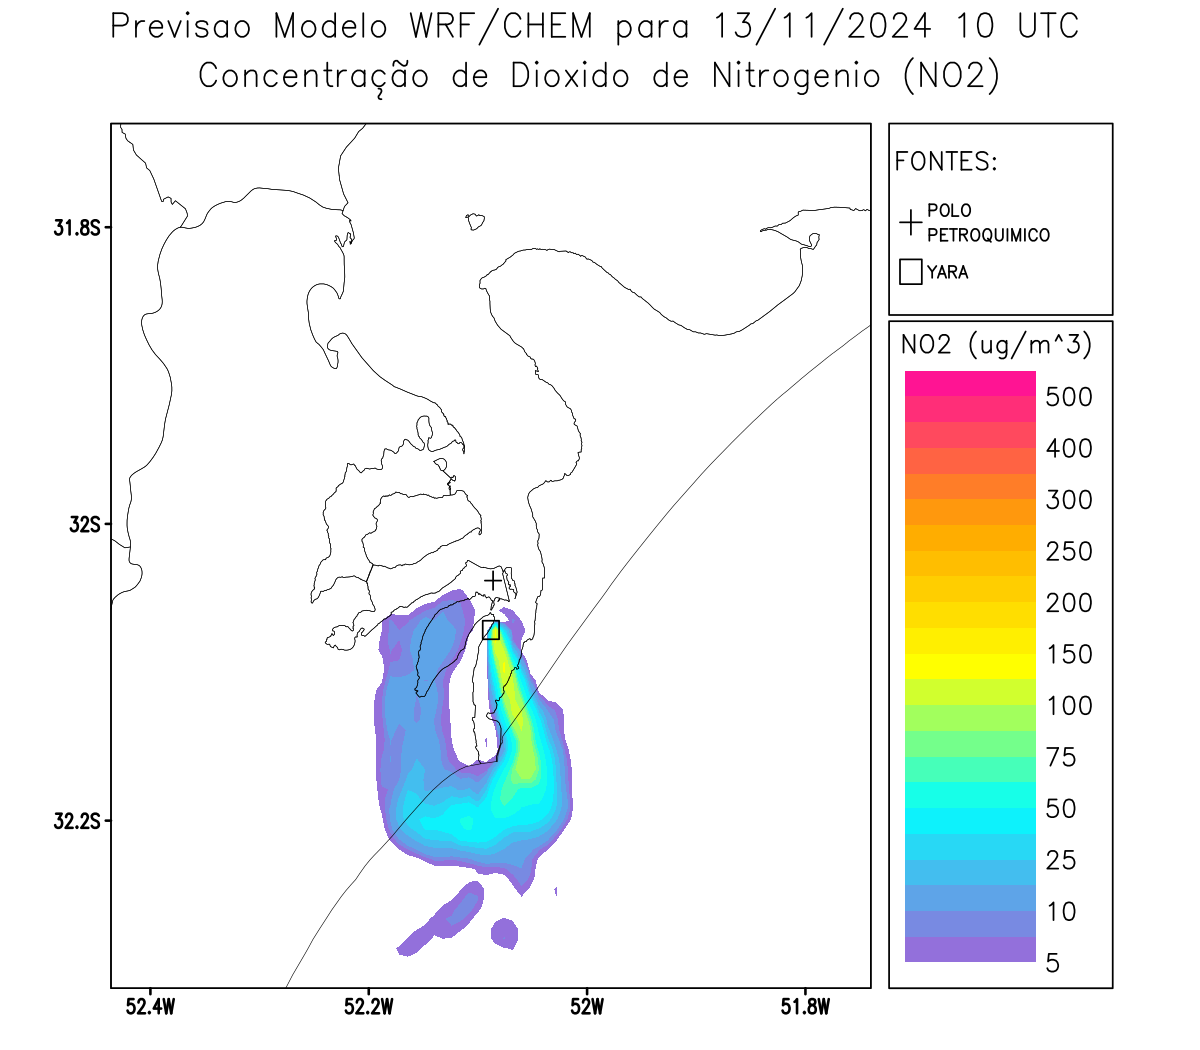 Previsao Modelo WRF/CHEM para 13/11/2024 10 UTC
Concentração de Dioxido de Nitrogenio (NO2)
FONTES:
POLO
PETROQUIMICO
YARA
NO2 (ug/m^3)
500
400
300
250
200
150
100
75
50
25
10
5
31.8S
32S
32.2S
52.4W
52.2W
52W
51.8W